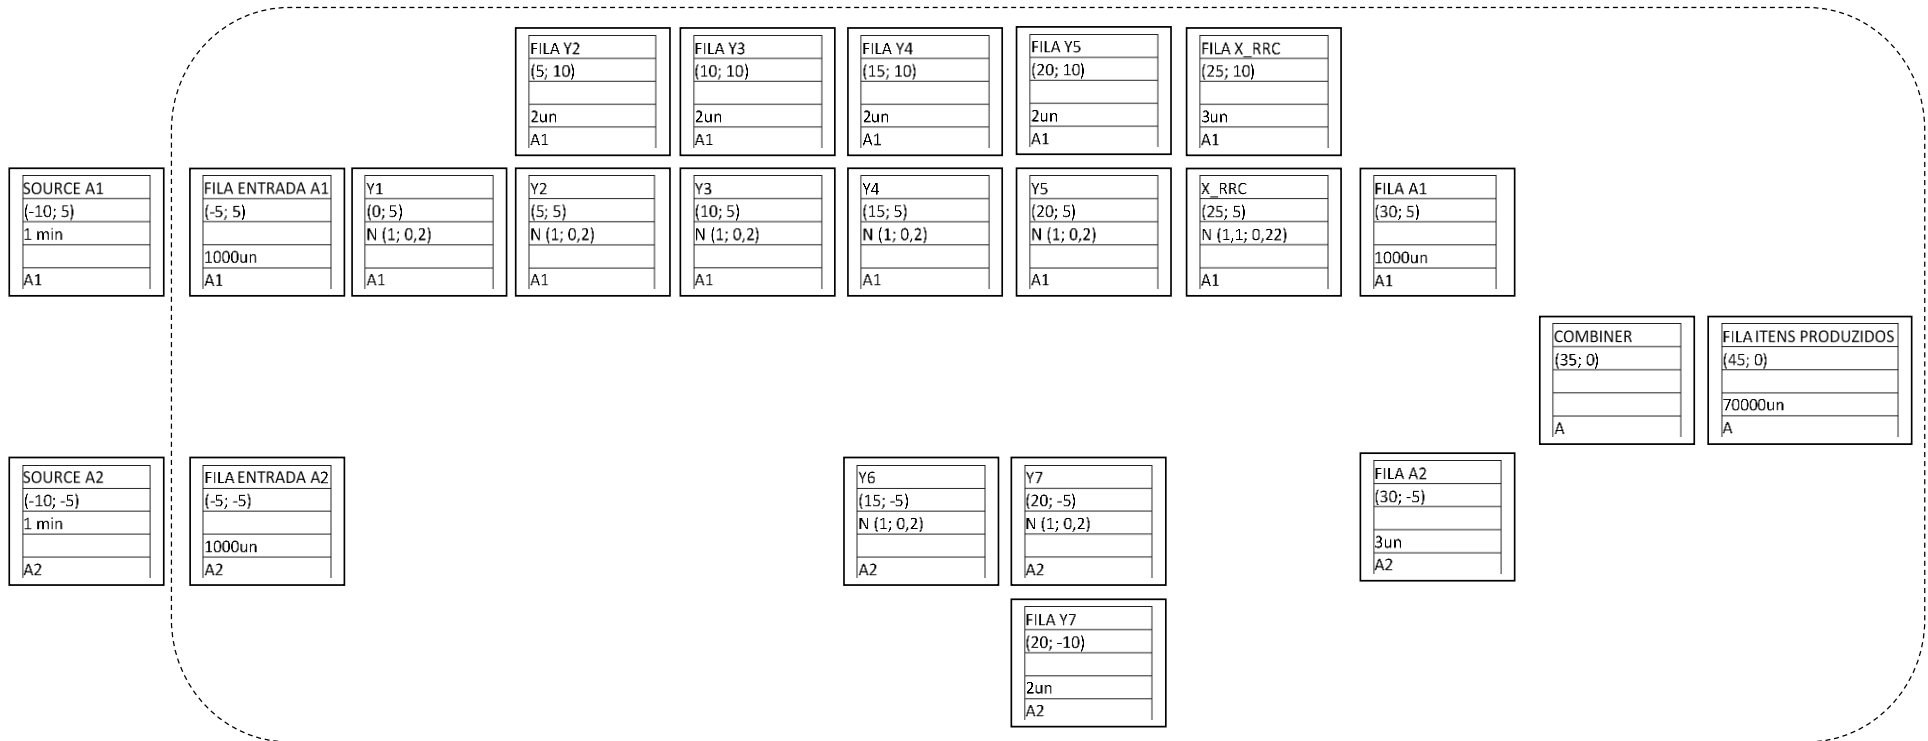 FILA Y2
(5; 10)
2un
A1
FILA Y3
(10; 10)
2un
A1
FILA Y4
(15; 10)
2un
A1
FILA Y5
(20; 10)
2un
A1
FILA X_RRC
(25; 10)
3un
A1
SOURCE A1
(-10; 5)
1 min
A1
FILA ENTRADA A1
(-5; 5)
1000un
A1
Y1
(0; 5)
N (1; 0,2)
A1
Y2
(5; 5)
N (1; 0,2)
A1
Y3
(10; 5)
N (1; 0,2)
A1
Y4
(15; 5)
N (1; 0,2)
A1
Y5
(20; 5)
N (1; 0,2)
A1
X_RRC
(25; 5)
N (1,1; 0,22)
A1
FILA A1
(30; 5)
1000un
A1
COMBINER
(35; 0)
A
FILA ITENS PRODUZIDOS
(45; 0)
70000un
A
SOURCE A2
(-10; -5)
1 min
A2
FILA ENTRADA A2
(-5; -5)
1000un
A2
Y6
(15; -5)
N (1; 0,2)
A2
Y7
(20; -5)
N (1; 0,2)
A2
FILA A2
(30; -5)
3un
A2
FILA Y7
(20; -10)
2un
A2